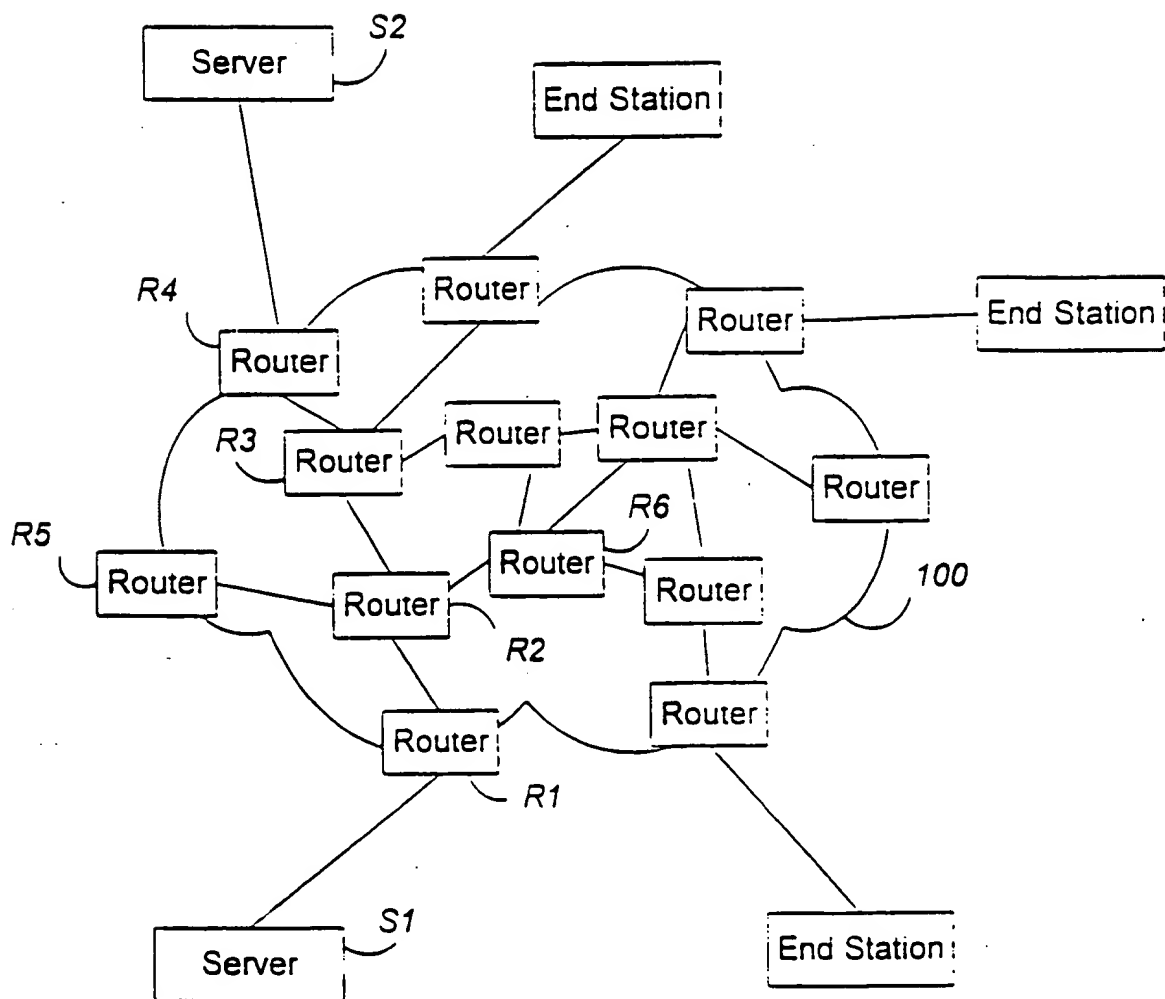 S2
Server
End Station
Router
R4
Router
End Station
Router
Router
Router
R3
Router
Router
R6
R5
Router
Router
Router
100
Router
R2
Router
Router
R1
S1
Server
End Station